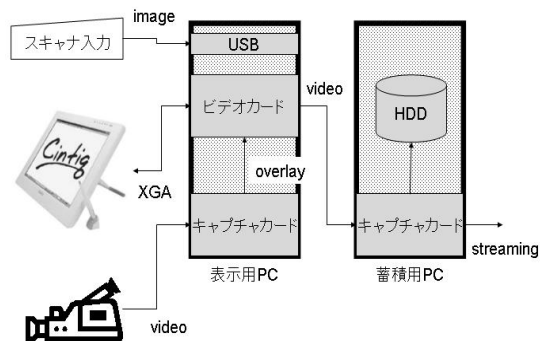 image
スキャナ入力
USB
ビデオカード
video
HDD
Cintiq
XGA
overlay
キャプチャカード
キャプチャカード
streaming
表示用PC
蓄積用PC
video